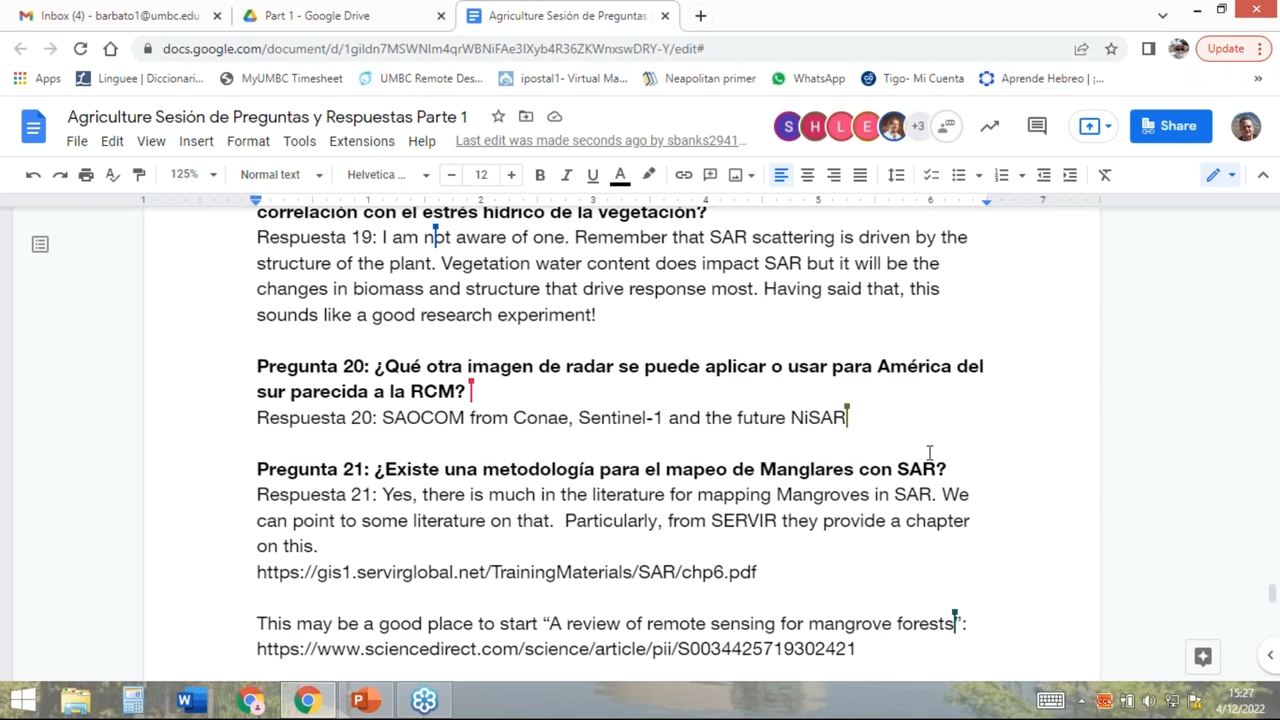 Inbox (4) - barbato1@umbc.edu
Part 1 - Google Drive
Agriculture Sesión de Preguntas
docs.google.com/document/d/1giIdn7MSWNIm4qrWBNiFAe3IXyb4R36ZKWnxswDRY-Y/edit#
Update
Apps
Linguee | Diccionari...
MyUMBC Timesheet
UMBC Remote Des...
ipostal1- Virtual Ma...
Neapolitan primer
WhatsApp
Tigo- Mi Cuenta
Aprende Hebreo | ¡...
»
Agriculture Sesión de Preguntas y Respuestas Parte 1
S H L E +3
Share
File Edit View Insert Format Tools Extensions Help Last edit was made seconds ago by sbanks2941...
125% Normal text Helvetica ... 12 B I U A
1 1 2 3 4 5 6 7
correlación con el estrés hídrico de la vegetación?
Respuesta 19: I am not aware of one. Remember that SAR scattering is driven by the
structure of the plant. Vegetation water content does impact SAR but it will be the
changes in biomass and structure that drive response most. Having said that, this
sounds like a good research experiment!
Pregunta 20: ¿Qué otra imagen de radar se puede aplicar o usar para América del
sur parecida a la RCM?
Respuesta 20: SAOCOM from Conae, Sentinel-1 and the future NiSAR
Pregunta 21: ¿Existe una metodología para el mapeo de Manglares con SAR?
Respuesta 21: Yes, there is much in the literature for mapping Mangroves in SAR. We
can point to some literature on that.  Particularly, from SERVIR they provide a chapter
on this.
https://gis1.servirglobal.net/TrainingMaterials/SAR/chp6.pdf
This may be a good place to start “A review of remote sensing for mangrove forests”:
https://www.sciencedirect.com/science/article/pii/S0034425719302421
15:27
4/12/2022